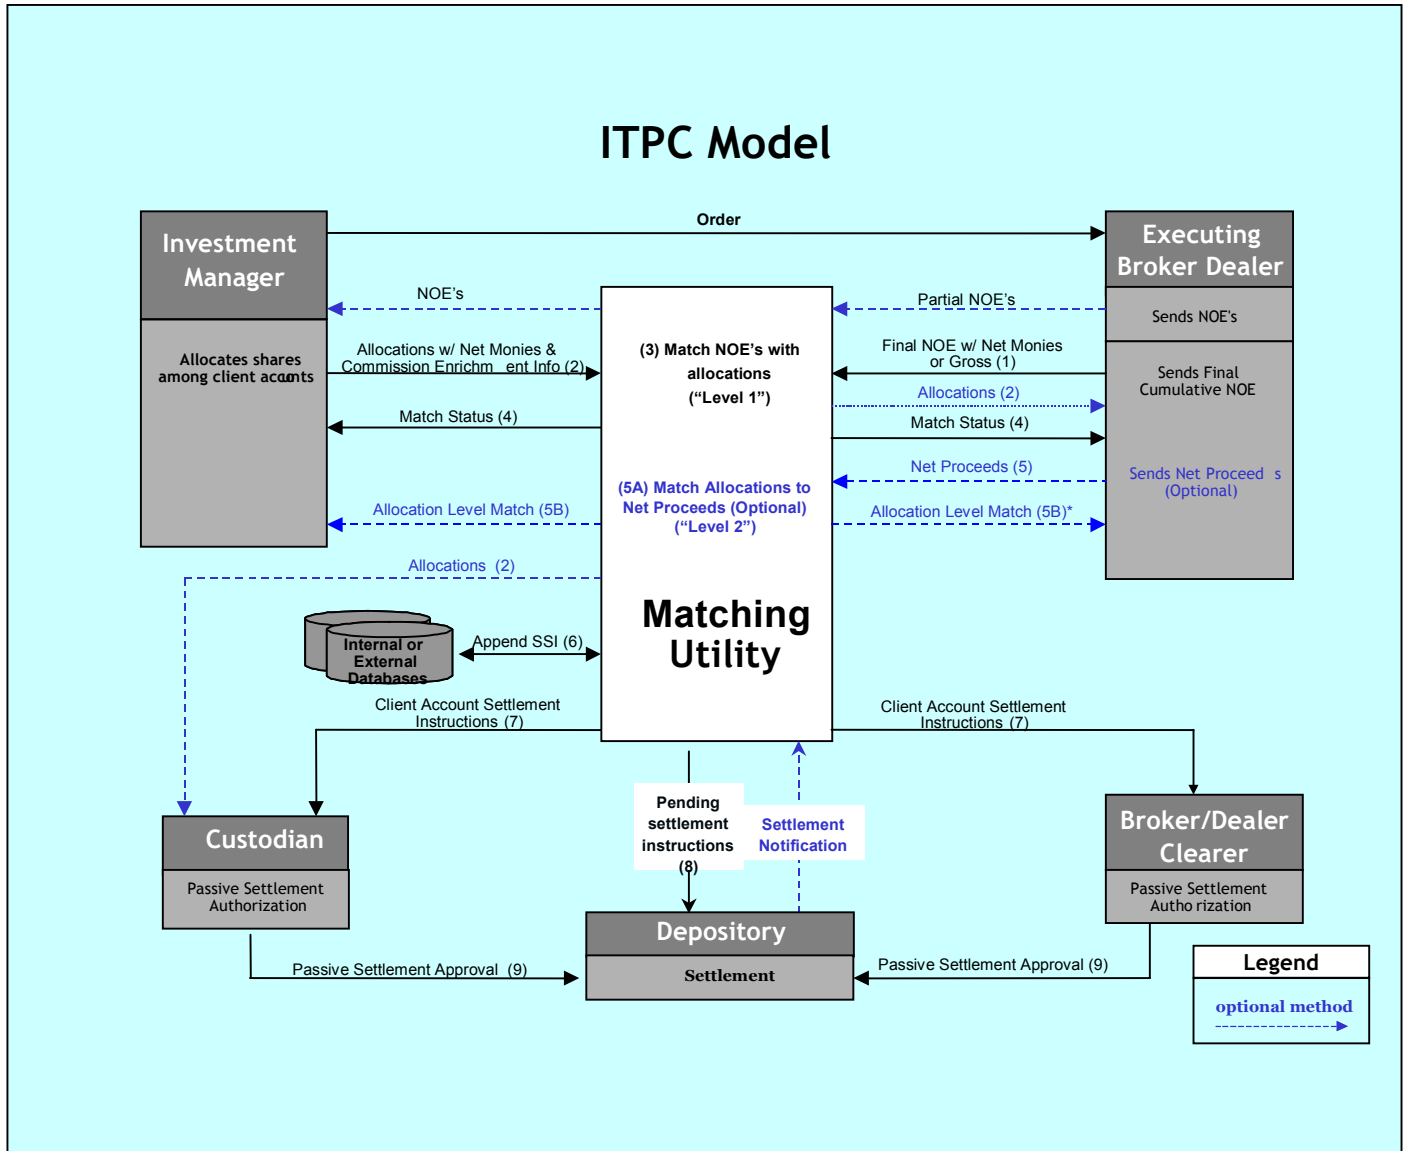 ITPC Model
Order
Investment
Manager
Executing
Broker Dealer
NOE's
Partial NOE's
Sends NOE's
Allocates shares
among client accounts
Allocations w/ Net Monies &
Commission Enrichm ent Info (2)
(3) Match NOE's with
allocations
(“Level 1”)
Final NOE w/ Net Monies
or Gross (1)
Sends Final
Cumulative NOE
Allocations (2)
Match Status (4)
Match Status (4)
Net Proceeds (5)
Sends Net Proceed s
(Optional)
(5A) Match Allocations to
Net Proceeds (Optional)
(“Level 2”)
Allocation Level Match (5B)
Allocation Level Match (5B)*
Allocations (2)
Matching
Utility
Internal or
External
Databases
Append SSI (6)
Client Account Settlement
Instructions (7)
Client Account Settlement
Instructions (7)
Pending
settlement
instructions
(8)
Settlement
Notification
Custodian
Passive Settlement
Authorization
Broker/Dealer
Clearer
Passive Settlement
Autho rization
Depository
Settlement
Passive Settlement Approval (9)
Passive Settlement Approval (9)
Legend
optional method